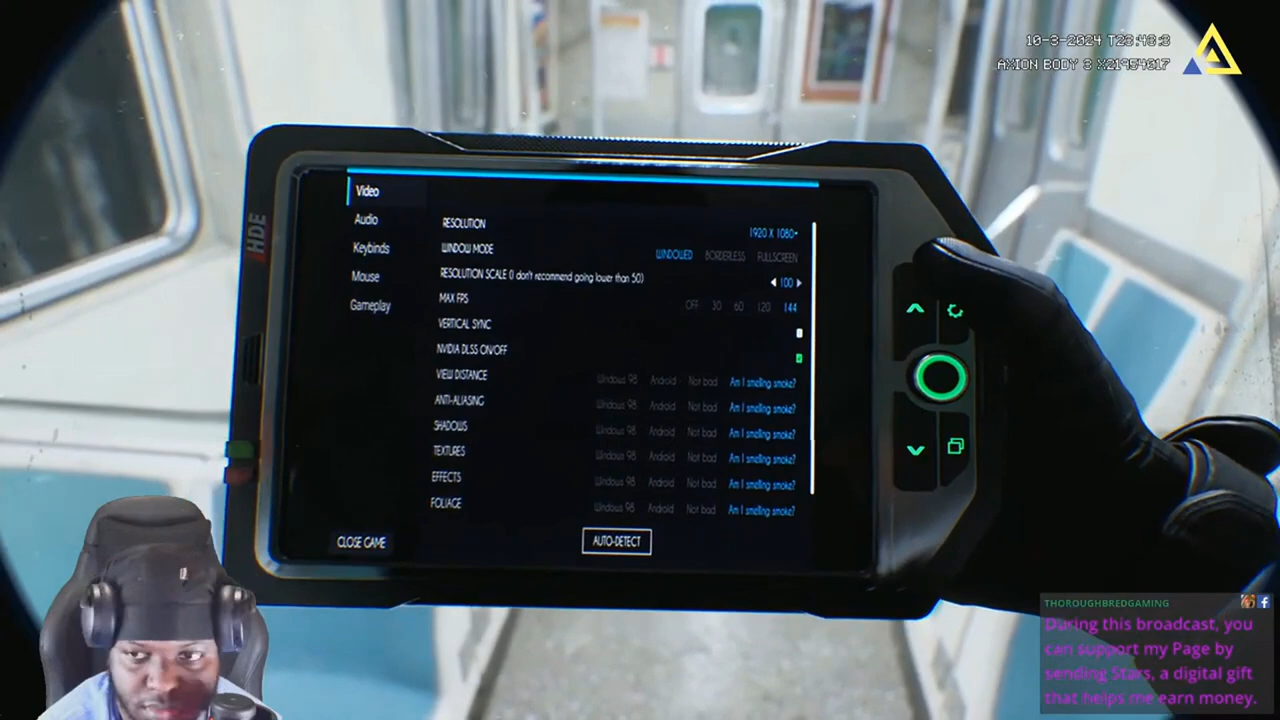 10-3-2024 T23:43:3
AXION BODY 3 X21954617
HDE
Video
Audio
Keybinds
Mouse
Gameplay
CLOSE GAME
RESOLUTION 1920 X 1080
WINDOW MODE WINDOWED BORDERLESS FULLSCREEN
RESOLUTION SCALE (I don't recommend going lower than 50) 100
MAX FPS OFF 30 60 120 144
VERTICAL SYNC
NVIDIA DLSS ON/OFF
VIEW DISTANCE Windows 98 Android Not bad Am I smelling smoke?
ANTI-ALIASING Windows 98 Android Not bad Am I smelling smoke?
SHADOWS Windows 98 Android Not bad Am I smelling smoke?
TEXTURES Windows 98 Android Not bad Am I smelling smoke?
EFFECTS Windows 98 Android Not bad Am I smelling smoke?
FOLIAGE Windows 98 Android Not bad Am I smelling smoke?
AUTO-DETECT
THOROUGHBREDGAMING
During this broadcast, you
can support my Page by
sending Stars, a digital gift
that helps me earn money.